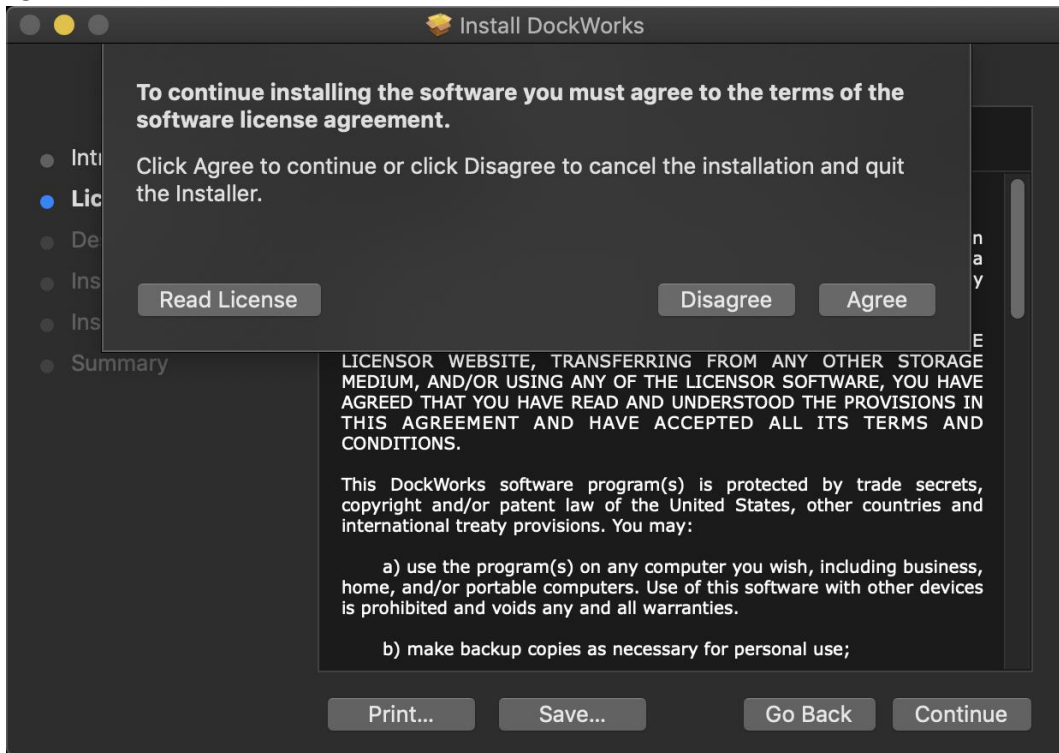 Install DockWorks
To continue installing the software you must agree to the terms of the
software license agreement.
Click Agree to continue or click Disagree to cancel the installation and quit
the Installer.
Read License
Disagree
Agree
Summary
LICENSOR WEBSITE, TRANSFERRING FROM ANY OTHER STORAGE
MEDIUM, AND/OR USING ANY OF THE LICENSOR SOFTWARE, YOU HAVE
AGREED THAT YOU HAVE READ AND UNDERSTOOD THE PROVISIONS IN
THIS AGREEMENT AND HAVE ACCEPTED ALL ITS TERMS AND
CONDITIONS.
This DockWorks software program(s) is protected by trade secrets,
copyright and/or patent law of the United States, other countries and
international treaty provisions. You may:
a) use the program(s) on any computer you wish, including business,
home, and/or portable computers. Use of this software with other devices
is prohibited and voids any and all warranties.
b) make backup copies as necessary for personal use;
Print...
Save...
Go Back
Continue